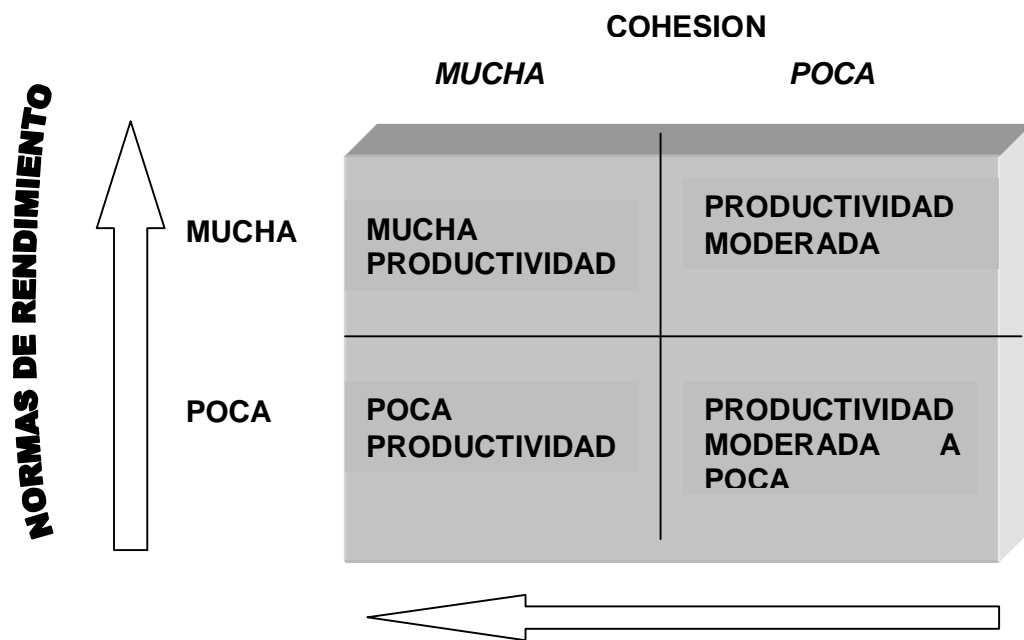 COHESION
MUCHA POCA
NORMAS DE RENDIMIENTO
MUCHA
MUCHA
PRODUCTIVIDAD
PRODUCTIVIDAD
MODERADA
POCA
POCA
PRODUCTIVIDAD
PRODUCTIVIDAD
MODERADA A
POCA